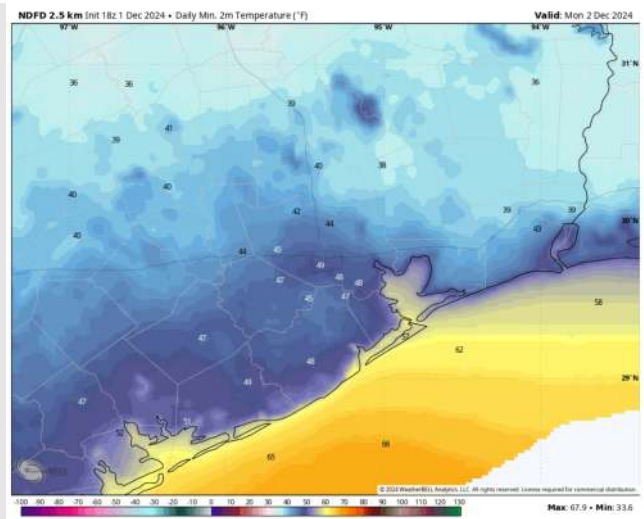 NDFD 2.5 km Init 18z 1 Dec 2024 • Daily Min. 2m Temperature (°F) Valid: Mon 2 Dec 2024
97°W 96°W 95°W 94°W
31°N
36 36 36
39
41
39 40 38
40 40
42 39 39
44 43 30°N
40
44 45
49
47 46 48
45 47
47 62 58
48
29°N
47 48
52
65 66
© 2024 WeatherBELL Analytics, LLC. All rights reserved. License required for commercial distribution.
-100 -90 -80 -70 -60 -50 -40 -30 -20 -10 0 10 20 30 40 50 60 70 80 90 100 110 120 130
Max: 67.9 • Min: 33.6